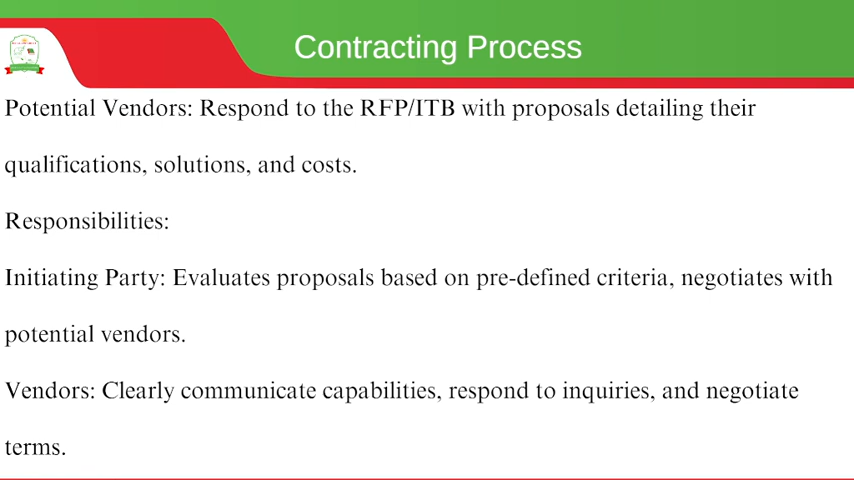 Contracting Process
Potential Vendors: Respond to the RFP/ITB with proposals detailing their
qualifications, solutions, and costs.
Responsibilities:
Initiating Party: Evaluates proposals based on pre-defined criteria, negotiates with
potential vendors.
Vendors: Clearly communicate capabilities, respond to inquiries, and negotiate
terms.